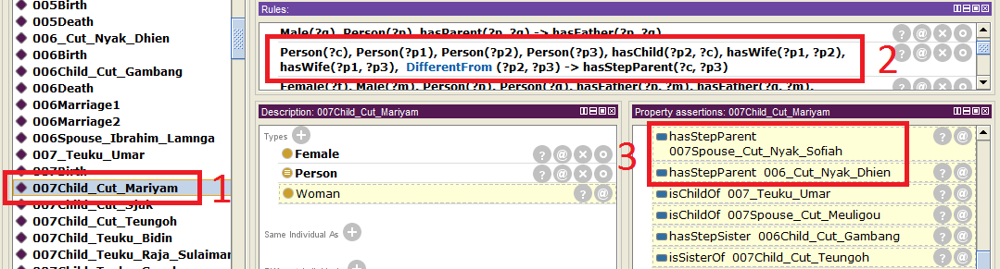 005Birth
005Death
006_Cut_Nyak_Dhien
006Birth
006Child_Cut_Gambang
006Death
006Marriage1
006Marriage2
006Spouse_Ibrahim_Lamnga
007_Teuku_Umar
007Birth
007Child_Cut_Mariyam
1
007Child_Cut_Sjak
007Child_Cut_Teungoh
007Child_Teuku_Bidin
007Child_Teuku_Raja_Sulaiman
Rules:
Male(?q), Person(?p), hasParent(?p, ?q) -> hasFather(?p, ?q)
Person(?c), Person(?p1), Person(?p2), Person(?p3), hasChild(?p2, ?c), hasWife(?p1, ?p2),
hasWife(?p1, ?p3), DifferentFrom (?p2, ?p3) -> hasStepParent(?c, ?p3)
2
Female(?f), Male(?m), Person(?p), Person(?q), hasFather(?p, ?m), hasFather(?q, ?m),
Description: 007Child_Cut_Mariyam
Types
Female
Person
Woman
Same Individual As
Property assertions: 007Child_Cut_Mariyam
3
hasStepParent
007Spouse_Cut_Nyak_Sofiah
hasStepParent 006_Cut_Nyak_Dhien
isChildOf 007_Teuku_Umar
isChildOf 007Spouse_Cut_Meuligou
hasStepSister 006Child_Cut_Gambang
isSisterOf 007Child_Cut_Teungoh